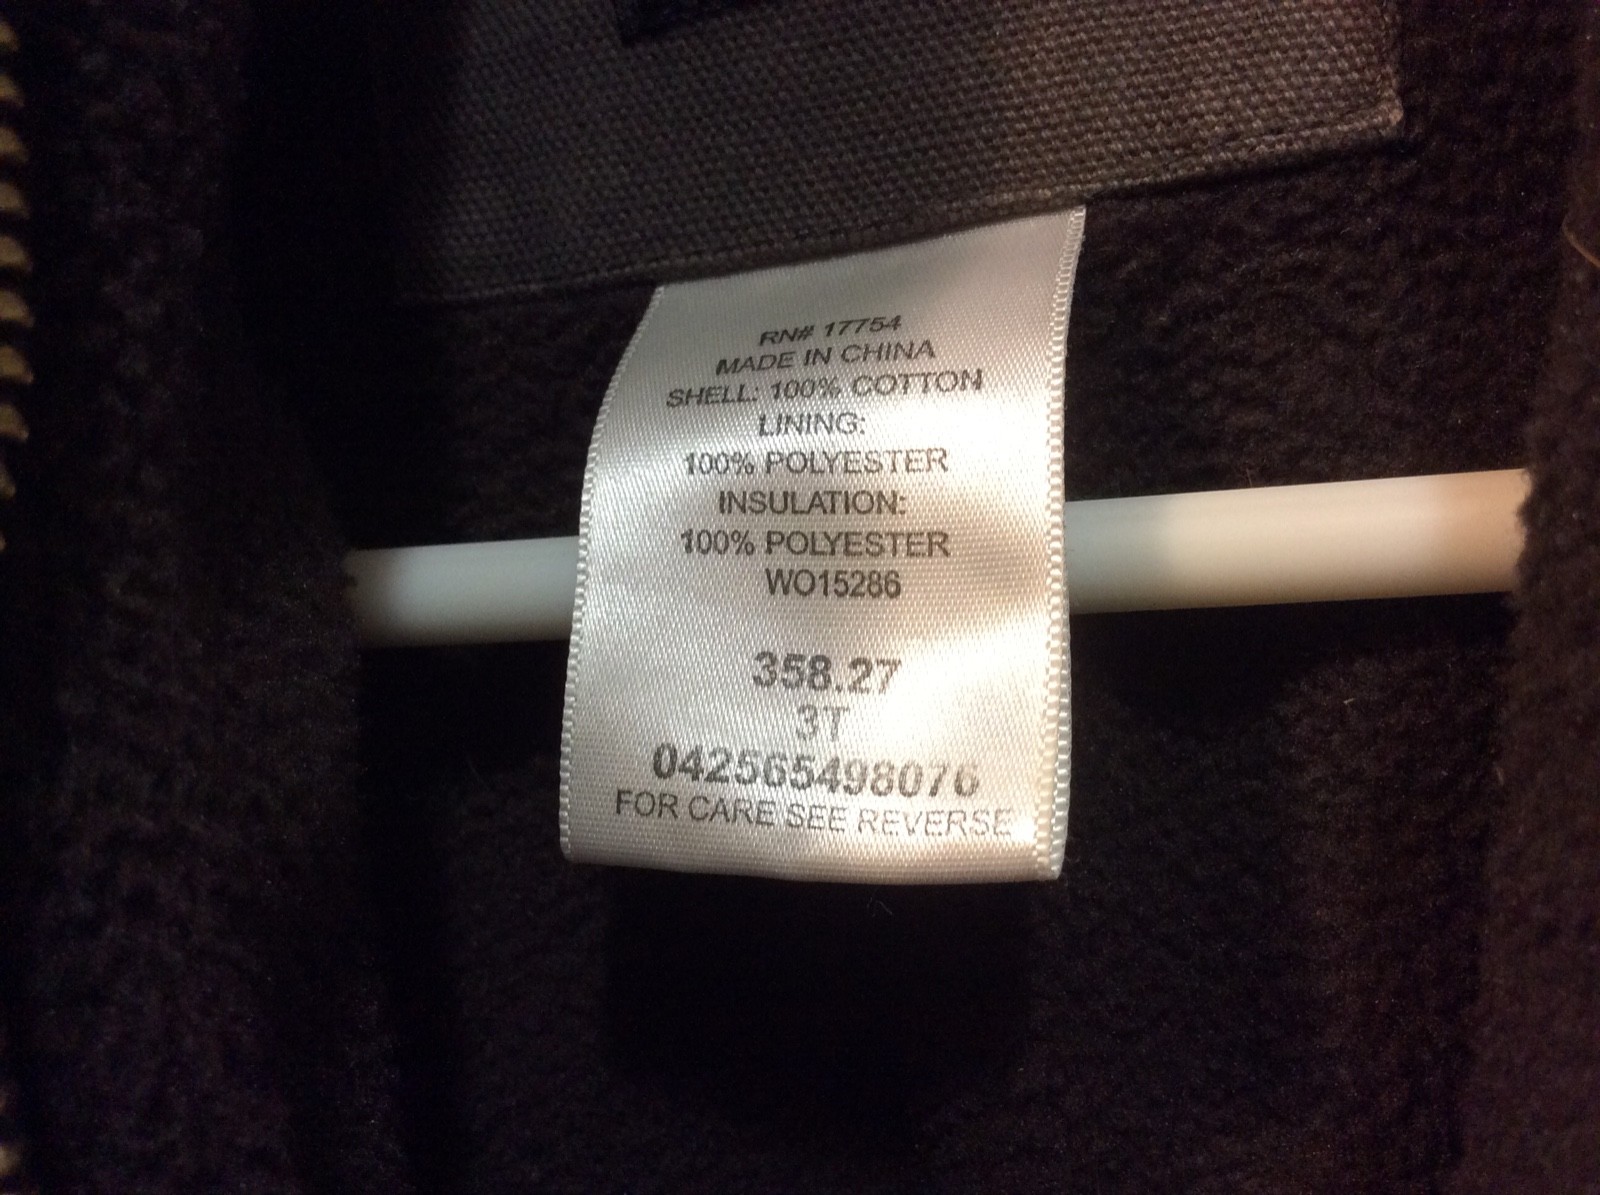 RN# 17754
MADE IN CHINA
SHELL: 100% COTTON
LINING:
100% POLYESTER
INSULATION:
100% POLYESTER
WO15286
358.27
3T
042565498076
FOR CARE SEE REVERSE